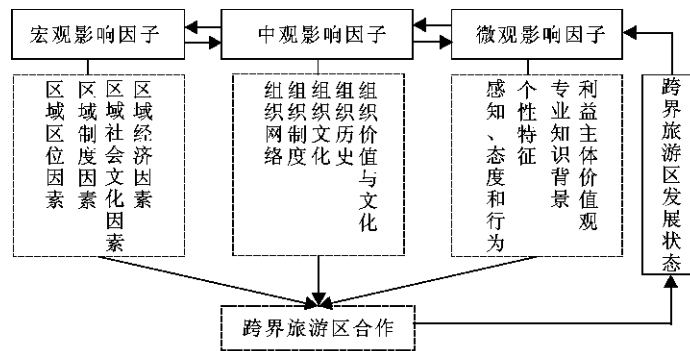 宏观影响因子
中观影响因子
微观影响因子
区域区位因素
区域制度因素
区域社会文化因素
区域经济因素
组织网络
组织制度
组织文化
组织历史
组织价值与文化
感知、态度和行为
个性特征
专业知识背景
利益主体价值观
跨界旅游区发展状态
跨界旅游区合作